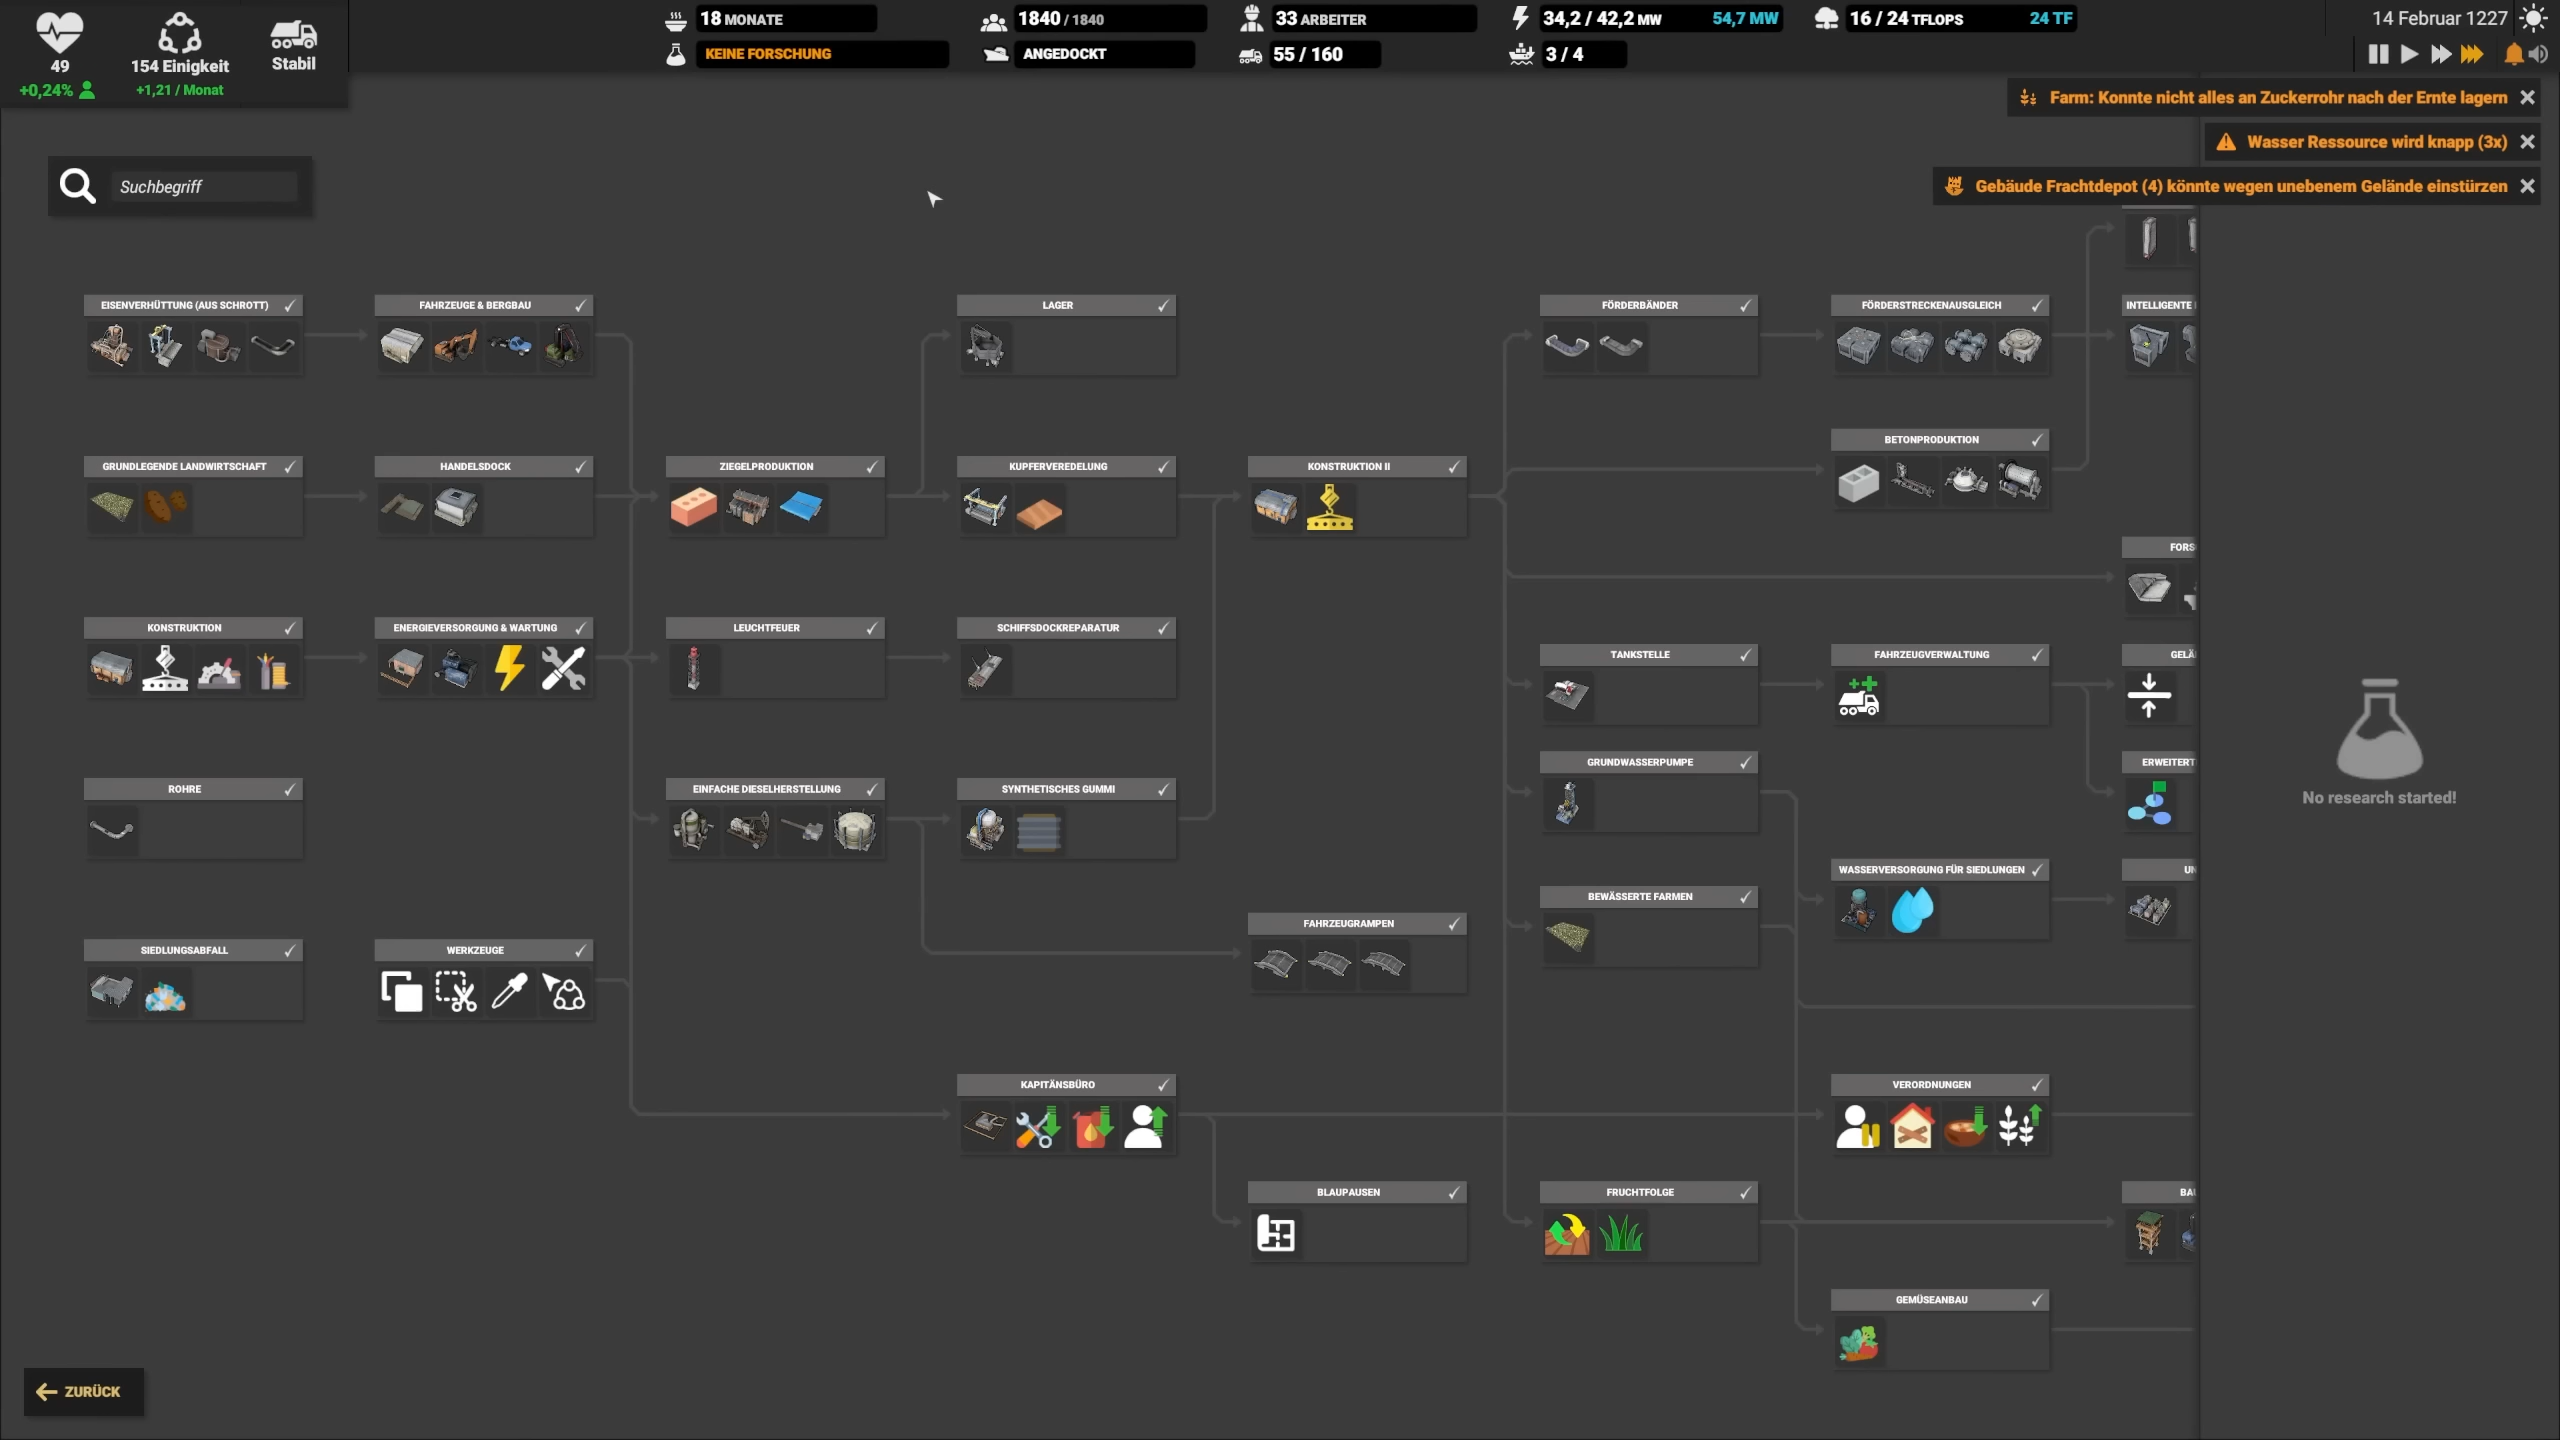 18 MONATE
1840 / 1840
33 ARBEITER
34,2 / 42,2 MW 54,7 MW
16 / 24 TFLOPS 24 TF
14 Februar 1227
49
154 Einigkeit
Stabil
KEINE FORSCHUNG
ANGEDOCKT
55 / 160
3 / 4
+0,24%
+1,21 / Monat
Farm: Konnte nicht alles an Zuckerrohr nach der Ernte lagern
Wasser Ressource wird knapp (3x)
Gebäude Frachtdepot (4) könnte wegen unebenem Gelände einstürzen
Suchbegriff
EISENVERHÜTTUNG (AUS SCHROTT)
FAHRZEUGE & BERGBAU
LAGER
FÖRDERBÄNDER
FÖRDERSTRECKENAUSGLEICH
INTELLIGENTE
BETONPRODUKTION
GRUNDLEGENDE LANDWIRTSCHAFT
HANDELSDOCK
ZIEGELPRODUKTION
KUPFERVEREDELUNG
KONSTRUKTION II
FORS
KONSTRUKTION
ENERGIEVERSORGUNG & WARTUNG
LEUCHTFEUER
SCHIFFSDOCKREPARATUR
TANKSTELLE
FAHRZEUGVERWALTUNG
GELÄ
GRUNDWASSERPUMPE
ERWEITERT
ROHRE
EINFACHE DIESELHERSTELLUNG
SYNTHETISCHES GUMMI
No research started!
WASSERVERSORGUNG FÜR SIEDLUNGEN
UN
BEWÄSSERTE FARMEN
FAHRZEUGRAMPEN
SIEDLUNGSABFALL
WERKZEUGE
KAPITÄNSBÜRO
VERORDNUNGEN
BLAUPAUSEN
FRUCHTFOLGE
BA
GEMÜSEANBAU
ZURÜCK